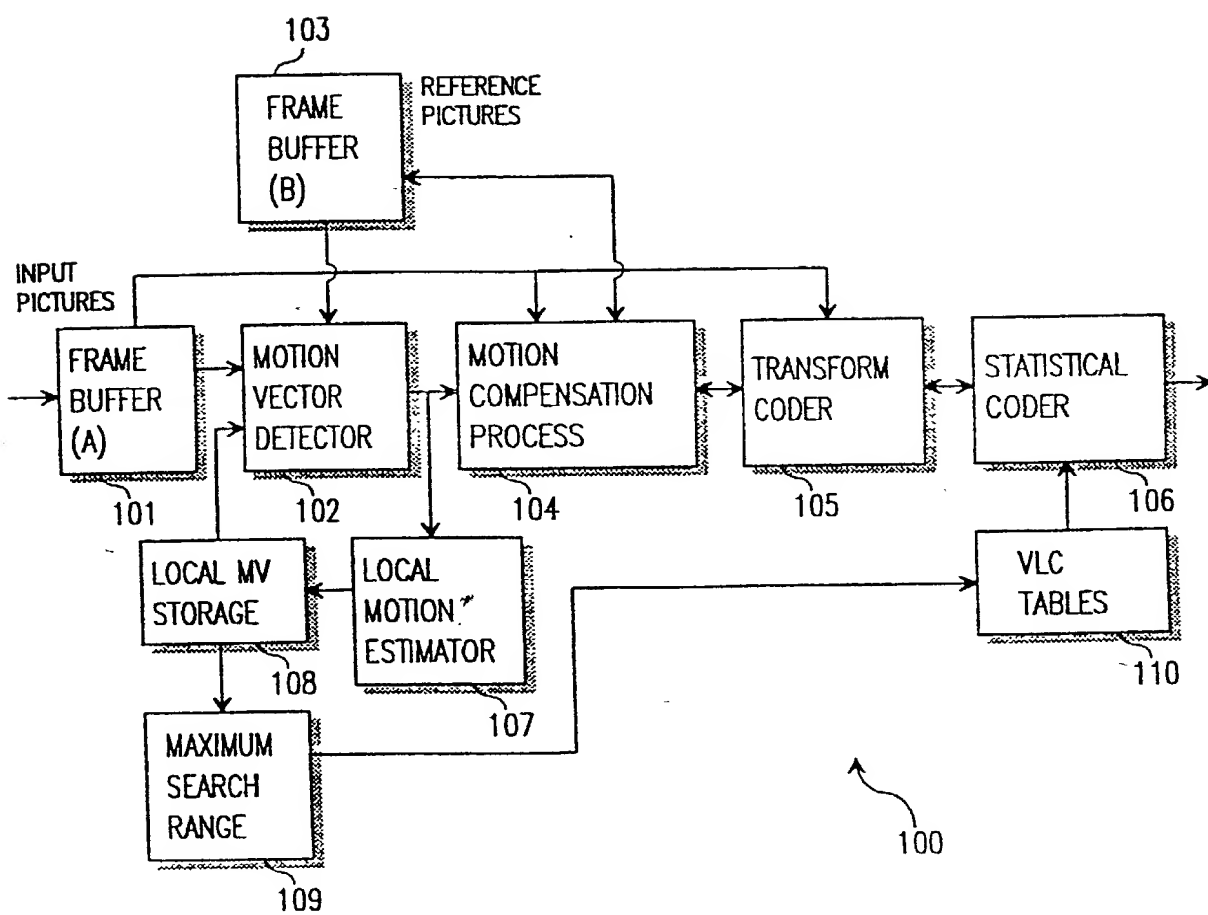 103
FRAME
BUFFER
(B)
REFERENCE
PICTURES
INPUT
PICTURES
FRAME
BUFFER
(A)
101
MOTION
VECTOR
DETECTOR
102
MOTION
COMPENSATION
PROCESS
104
TRANSFORM
CODER
105
STATISTICAL
CODER
106
LOCAL MV
STORAGE
108
LOCAL
MOTION
ESTIMATOR
107
VLC
TABLES
110
MAXIMUM
SEARCH
RANGE
109
100